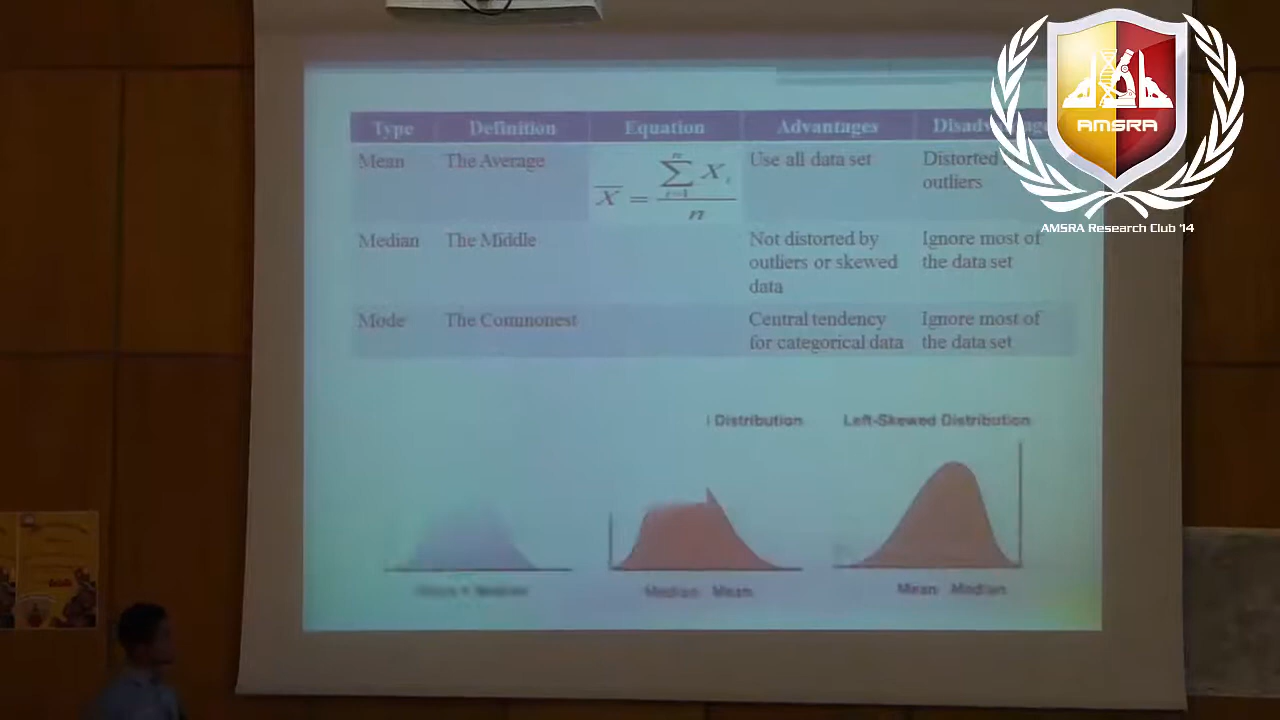 Type Definition Equation Advantages
Mean The Average Use all data set Distorted
outliers
X = n ∑ i=1 X i n
Median The Middle Not distorted by Ignore most of
outliers or skewed the data set
data
Mode The Commonest Central tendency Ignore most of
for categorical data the data set
Distribution Left-Skewed Distribution
Median Mean Mean Median
AMSRA
AMSRA Research Club '14